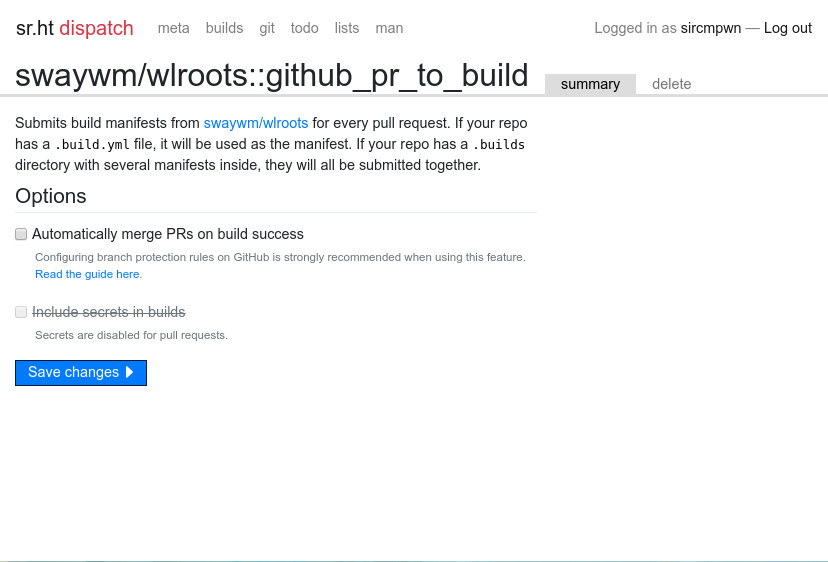 sr.ht dispatch meta builds git todo lists man Logged in as sircmpwn — Log out
swaywm/wlroots::github_pr_to_build summary delete
Submits build manifests from swaywm/wlroots for every pull request. If your repo
has a .build.yml file, it will be used as the manifest. If your repo has a .builds
directory with several manifests inside, they will all be submitted together.
Options
Automatically merge PRs on build success
Configuring branch protection rules on GitHub is strongly recommended when using this feature.
Read the guide here.
Include secrets in builds
Secrets are disabled for pull requests.
Save changes